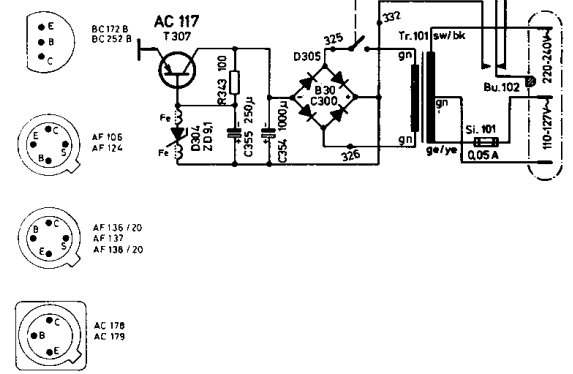 E
B
C
BC 172 B
BC 252 B
AC 117
T 307
R343 100
Fe
Fe
D304
ZD 9,1
C355 250µ
C354 1000µ
D305
B30
C300
325
326
332
Tr.101
sw/bk
gn
gn
gn
ge/ye
Si.101
0,05A
Bu.102
220-240V~
110-127V~
E
C
B
S
AF 106
AF 124
B
C
E
S
AF 136 / 20
AF 137
AF 138 / 20
C
B
E
AC 178
AC 179